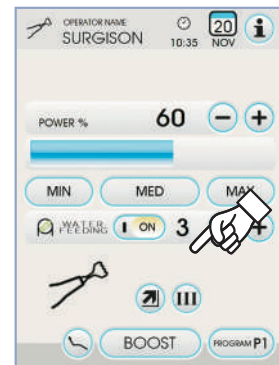 OPERATOR NAME
SURGISON
10:35
20
NOV
i
POWER %
60
MIN
MED
MAX
WATER
FEEDING
I ON
3
III
BOOST
PROGRAM P1